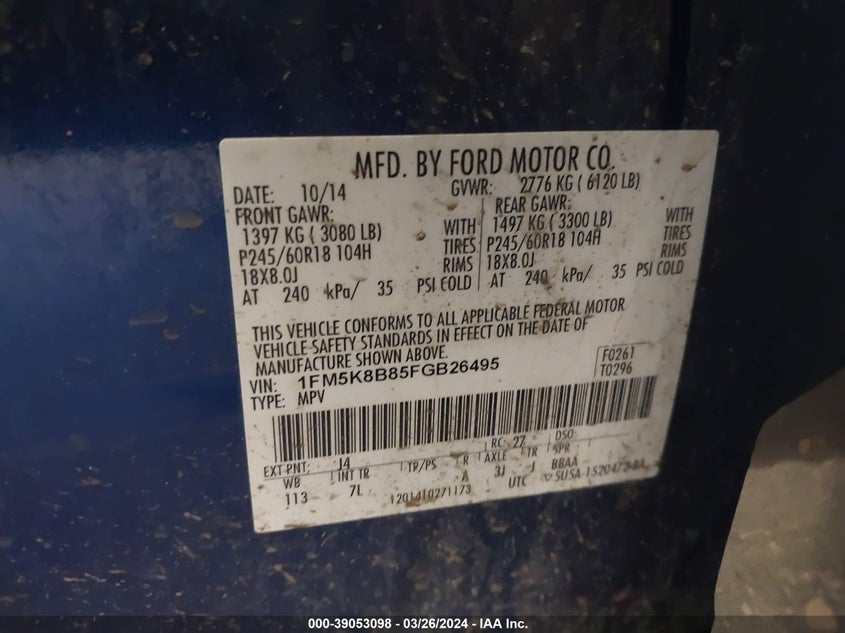 MFD. BY FORD MOTOR CO.
DATE: 10/14 GVWR: 2776 KG ( 6120 LB)
FRONT GAWR: REAR GAWR:
1397 KG ( 3080 LB) WITH 1497 KG ( 3300 LB) WITH
P245/60R18 104H TIRES P245/60R18 104H TIRES
18X8.0J RIMS 18X8.0J RIMS
AT 240 kPa/ 35 PSI COLD AT 240 kPa/ 35 PSI COLD
THIS VEHICLE CONFORMS TO ALL APPLICABLE FEDERAL MOTOR
VEHICLE SAFETY STANDARDS IN EFFECT ON THE DATE OF
MANUFACTURE SHOWN ABOVE.
VIN: 1FM5K8B85FGB26495 F0261
TYPE: MPV T0296
EXT PNT: J4 RC: 27 DSO:
WB INT TR TP/PS R AXLE TR SPR
113 7L A 3J J BBAA
1201410271173 UTC 5USA-1520472-BA
000-39053098 - 03/26/2024 - IAA Inc.